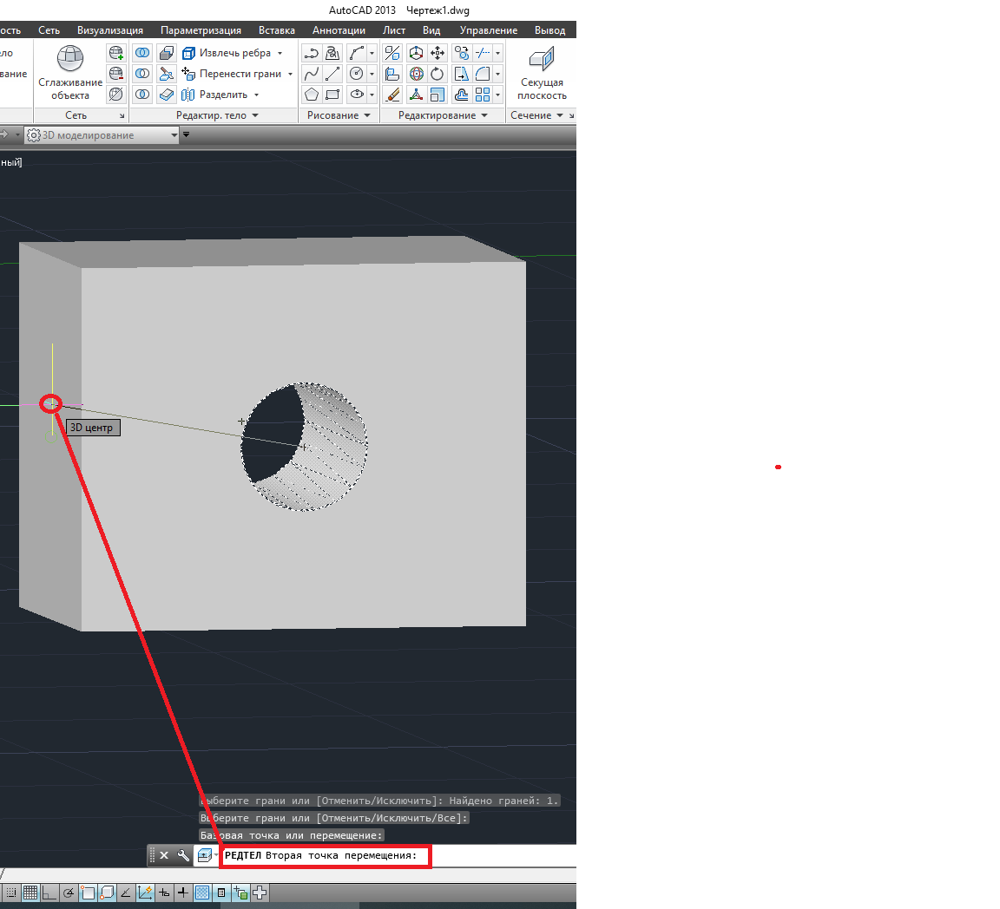 AutoCAD 2013 Чертеж1.dwg
ость Сеть Визуализация Параметризация Вставка Аннотации Лист Вид Управление Вывод
ло
вание
Сглаживание
объекта
Извлечь ребра
Перенести грани
Разделить
Секущая
плоскость
Сеть Редактир. тело Рисование Редактирование Сечение
3D моделирование
ный]
3D центр
Выберите грани или [Отменить/Исключить]: Найдено граней: 1.
Выберите грани или [Отменить/Исключить/Все]:
Базовая точка или перемещение:
РЕДТЕЛ Вторая точка перемещения: